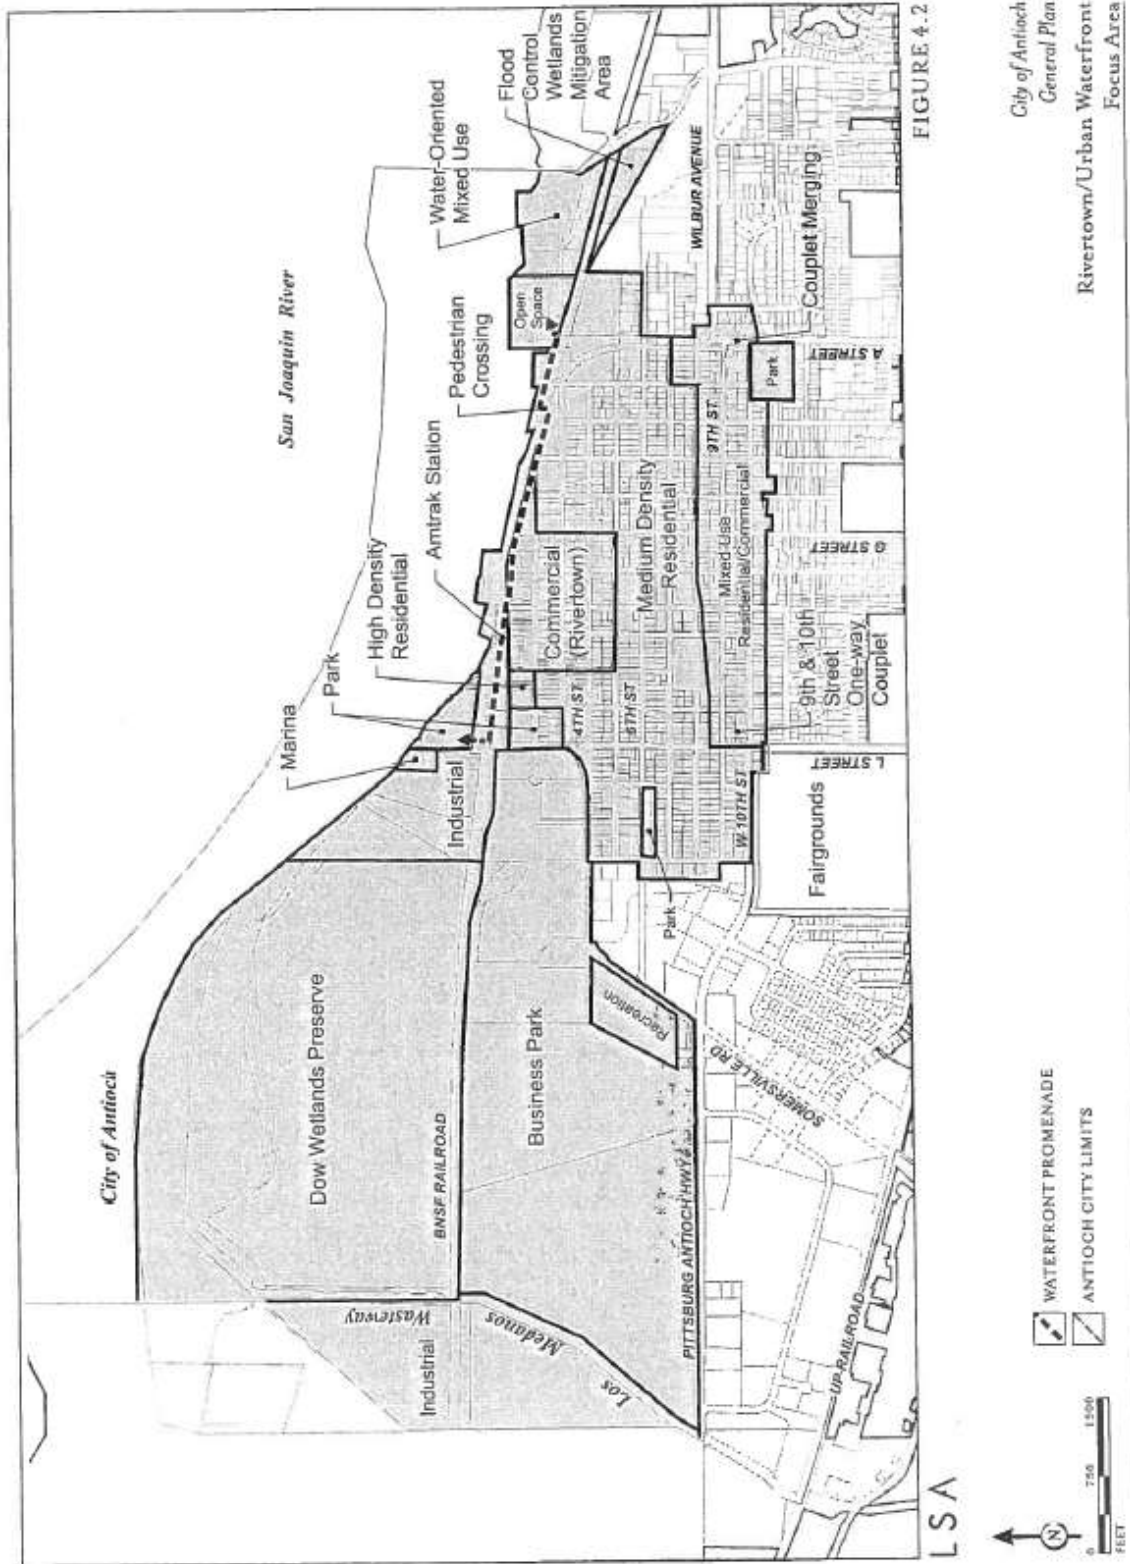 City of Antioch
San Joaquin River
Marina
Park
High Density
Residential
Amtrak Station
Pedestrian
Crossing
Water-Oriented
Mixed Use
Flood
Control
Wetlands
Mitigation
Area
Dow Wetlands Preserve
Industrial
Industrial
Wasteway
Medanos
Los
BNSF RAILROAD
Business Park
Recreation
Commercial
(Rivertown)
Open
Space
4TH ST
6TH ST
Medium Density
Residential
WILBUR AVENUE
Park
PITTSBURG ANTIOCH HWY
W 10TH ST
9TH ST
Mixed Use
Residential/Commercial
Park
Couplet Merging
SOMERSVILLE RD
Fairgrounds
L STREET
9th & 10th
Street
One-way
Couplet
G STREET
A STREET
UP RAILROAD
LSA
FIGURE 4.2
N
0 750 1500
FEET
WATERFRONT PROMENADE
ANTIOCH CITY LIMITS
City of Antioch
General Plan
Rivertown/Urban Waterfront
Focus Area